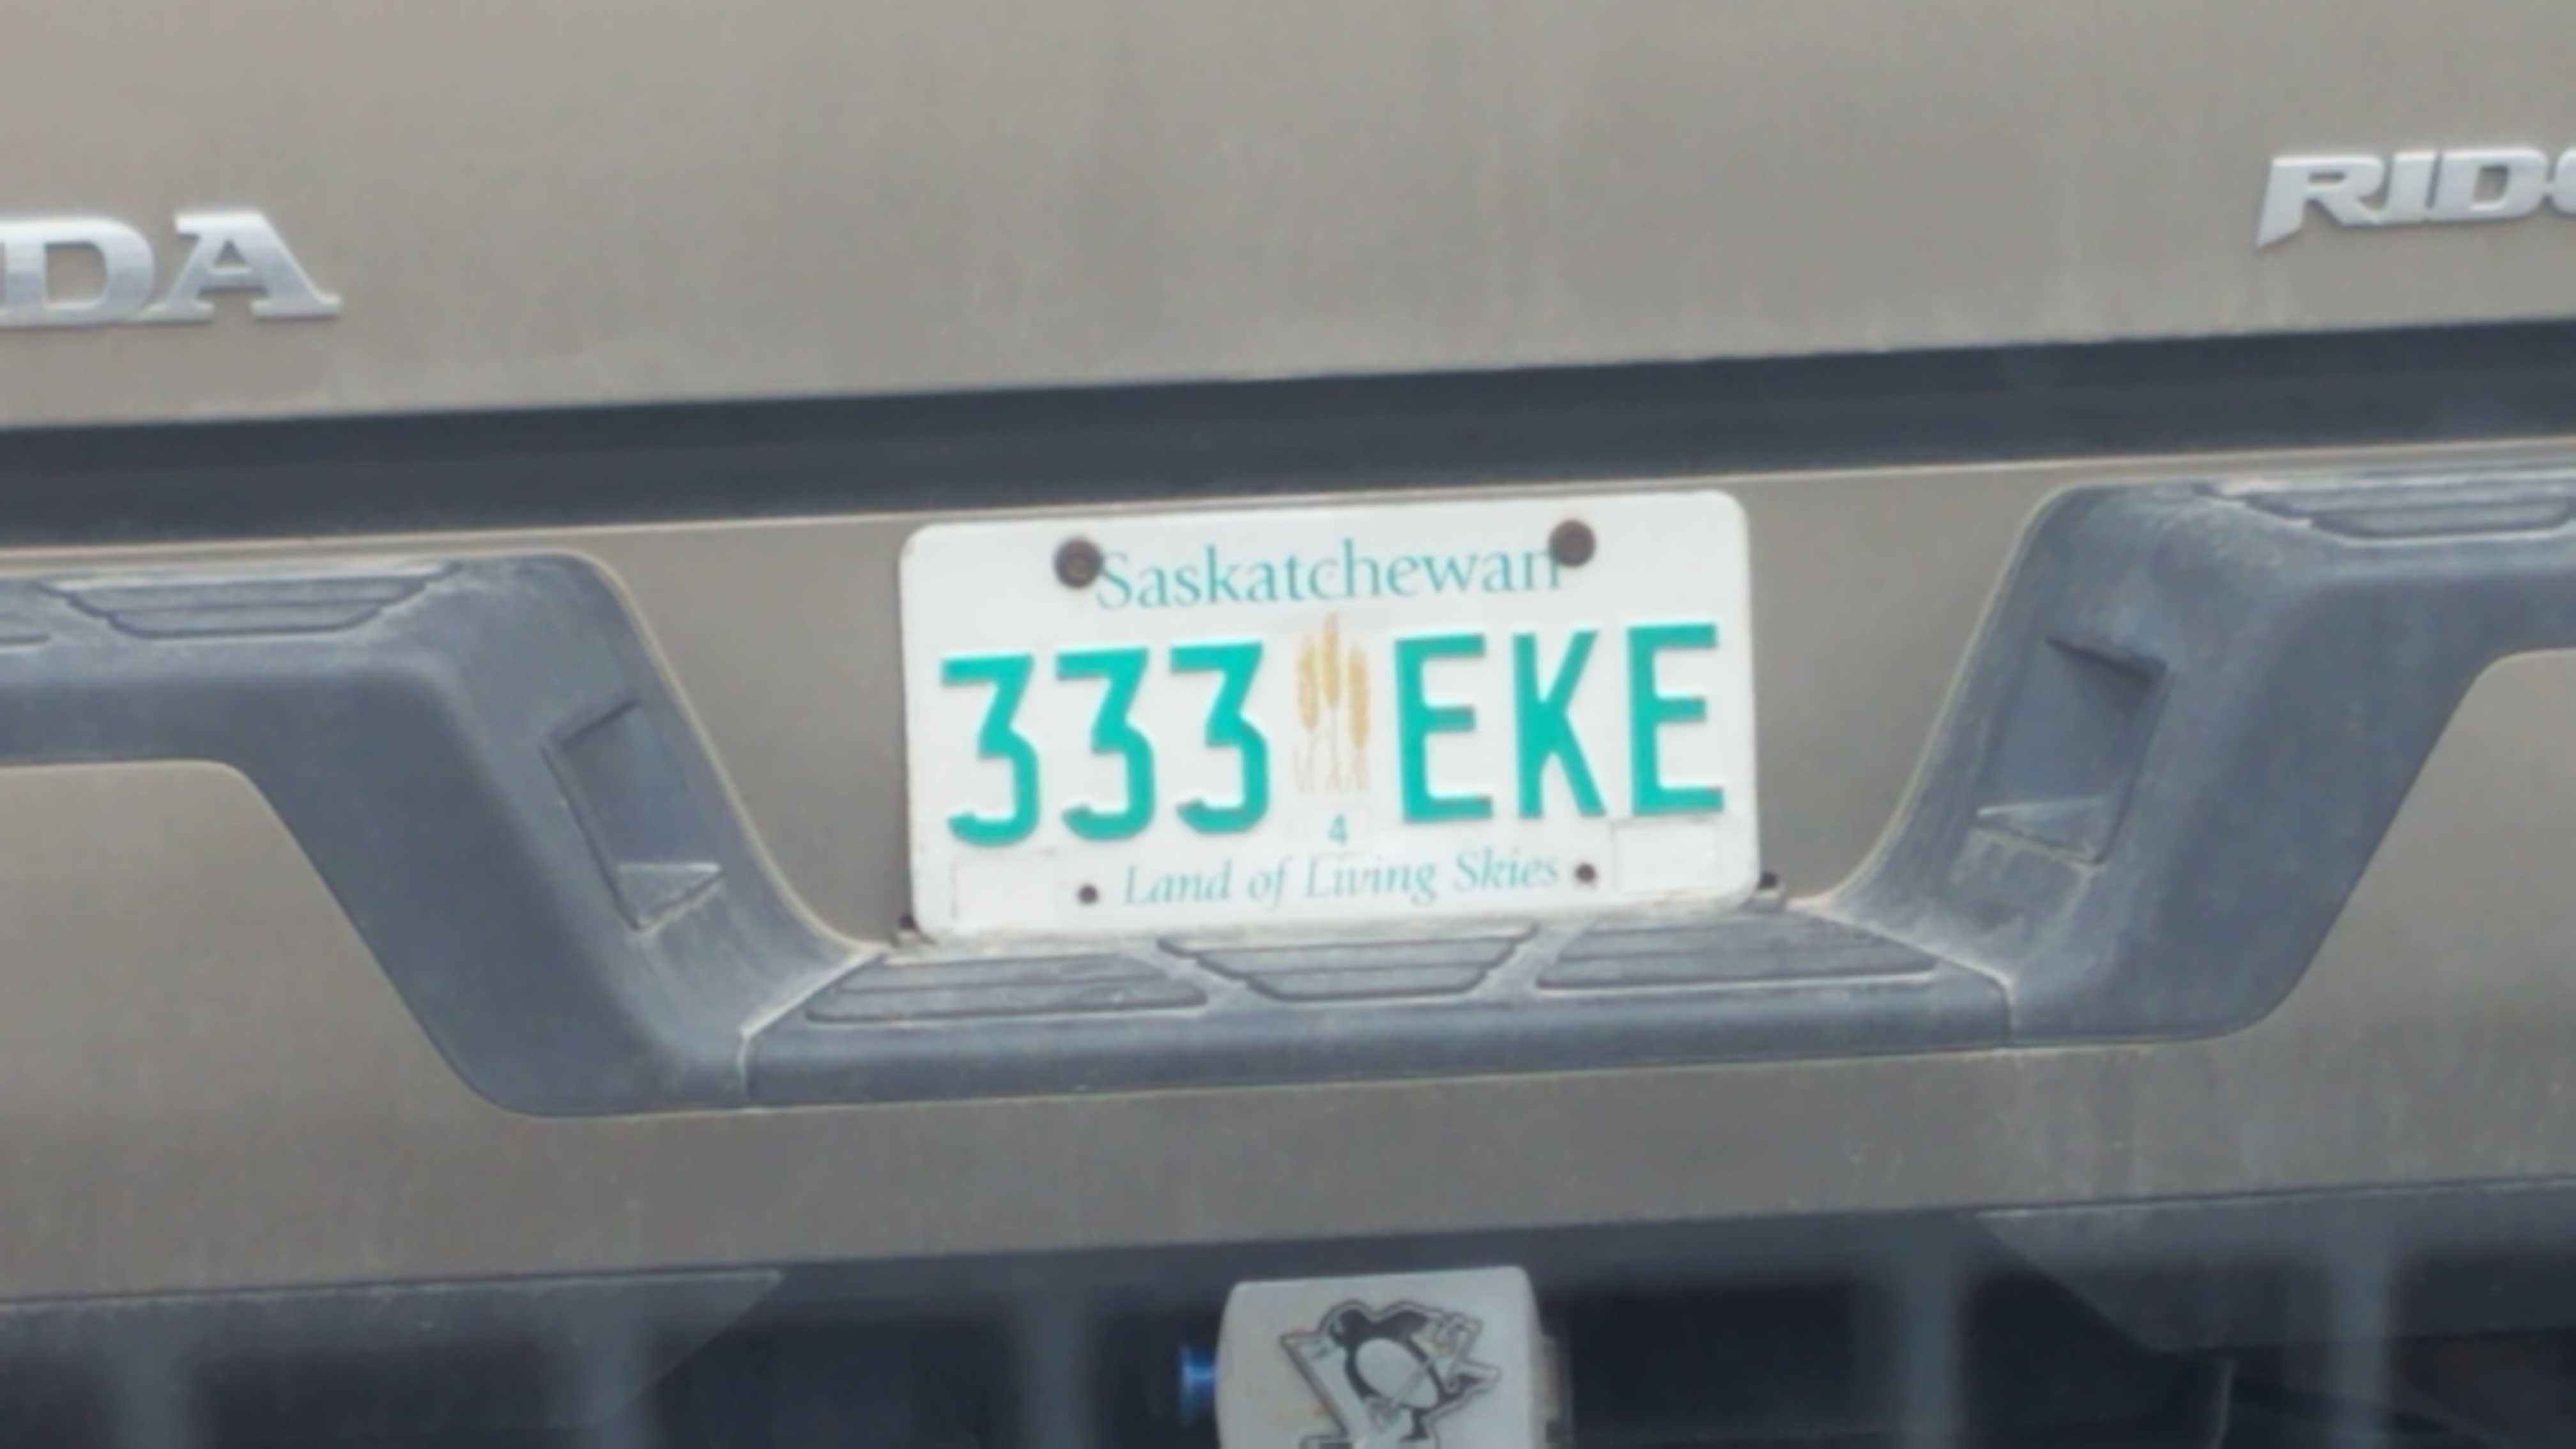 DA
RID
Saskatchewan
333 EKE
4
Land of Living Skies